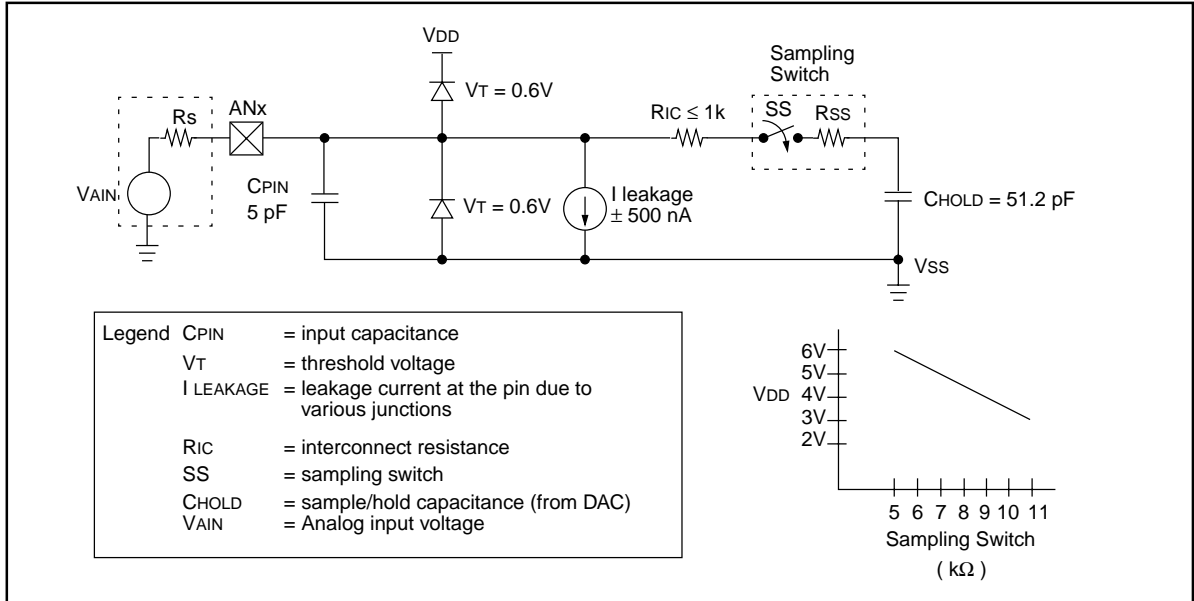 VDD
Sampling
Switch
VT = 0.6V
Rs
ANx
RIC ≤ 1k
SS
RSS
VAIN
CPIN
5 pF
VT = 0.6V
I leakage
± 500 nA
CHOLD = 51.2 pF
VSS
Legend CPIN = input capacitance
VT = threshold voltage
I LEAKAGE = leakage current at the pin due to
various junctions
RIC = interconnect resistance
SS = sampling switch
CHOLD = sample/hold capacitance (from DAC)
VAIN = Analog input voltage
6V
5V
VDD 4V
3V
2V
5 6 7 8 9 10 11
Sampling Switch
( kΩ )